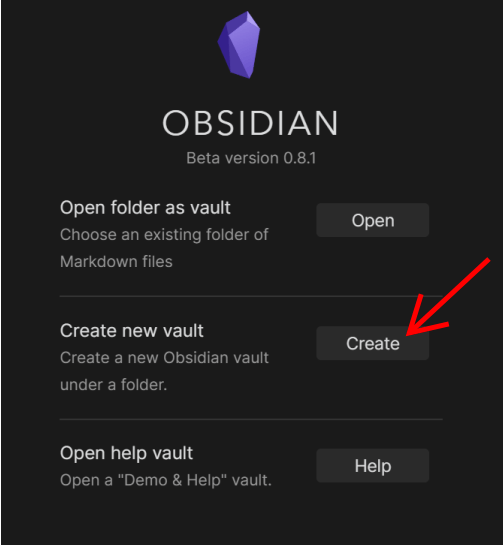 OBSIDIAN
Beta version 0.8.1
Open folder as vault
Choose an existing folder of
Markdown files
Open
Create new vault
Create a new Obsidian vault
under a folder.
Create
Open help vault
Open a "Demo & Help" vault.
Help